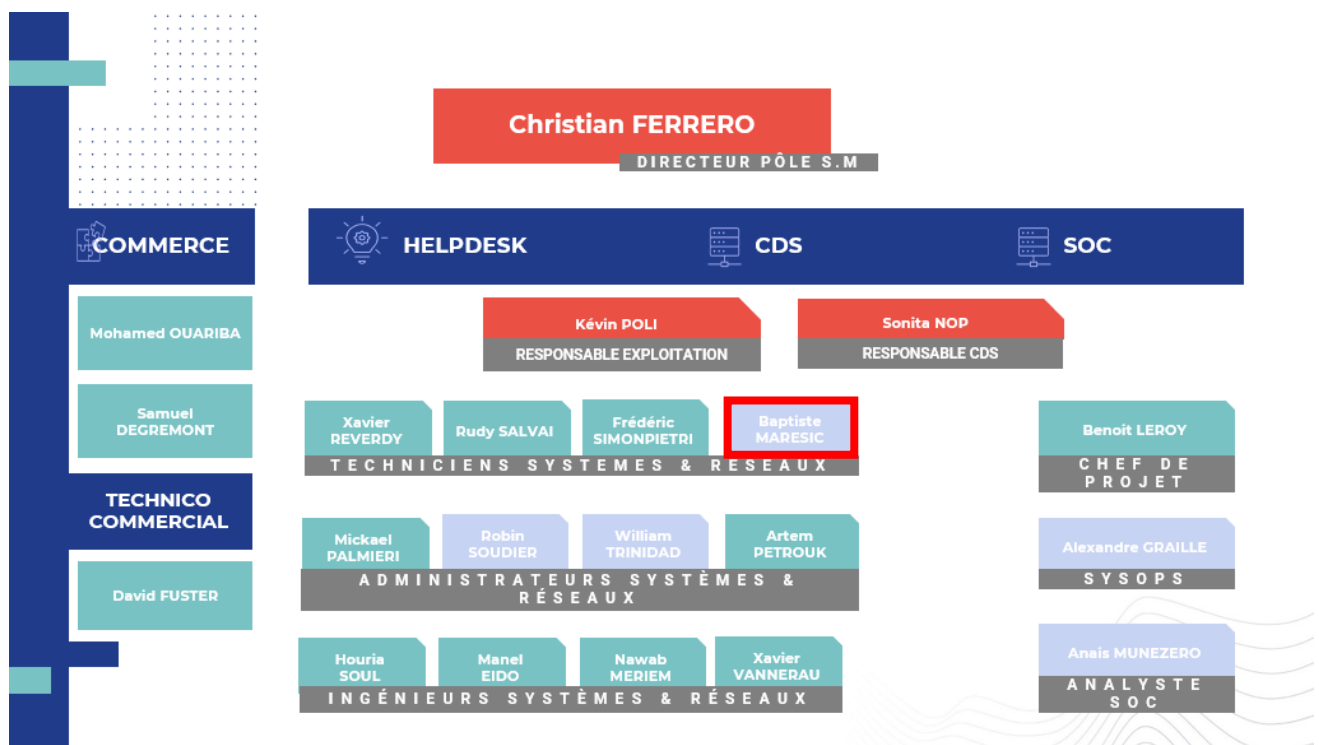 Christian FERRERO
DIRECTEUR PÔLE S.M
COMMERCE
HELPDESK
CDS
SOC
Mohamed OUARIBA
Samuel
DEGREMONT
TECHNICO
COMMERCIAL
David FUSTER
Kévin POLI
RESPONSABLE EXPLOITATION
Sonita NOP
RESPONSABLE CDS
Xavier
REVERDY
Rudy SALVAI
Frédéric
SIMONPIETRI
Baptiste
MARESIC
TECHNICIENS SYSTEMES & RESEAUX
Mickael
PALMIERI
Robin
SOUDIER
William
TRINIDAD
Artem
PETROUK
ADMINISTRATEURS SYSTÈMES &
RÉSEAUX
Houria
SOUL
Manel
EIDO
Nawab
MERIEM
Xavier
VANNERAU
INGÉNIEURS SYSTÈMES & RÉSEAUX
Benoit LEROY
CHEF DE
PROJET
Alexandre GRAILLE
SYSOPS
Anais MUNEZERO
ANALYSTE
SOC